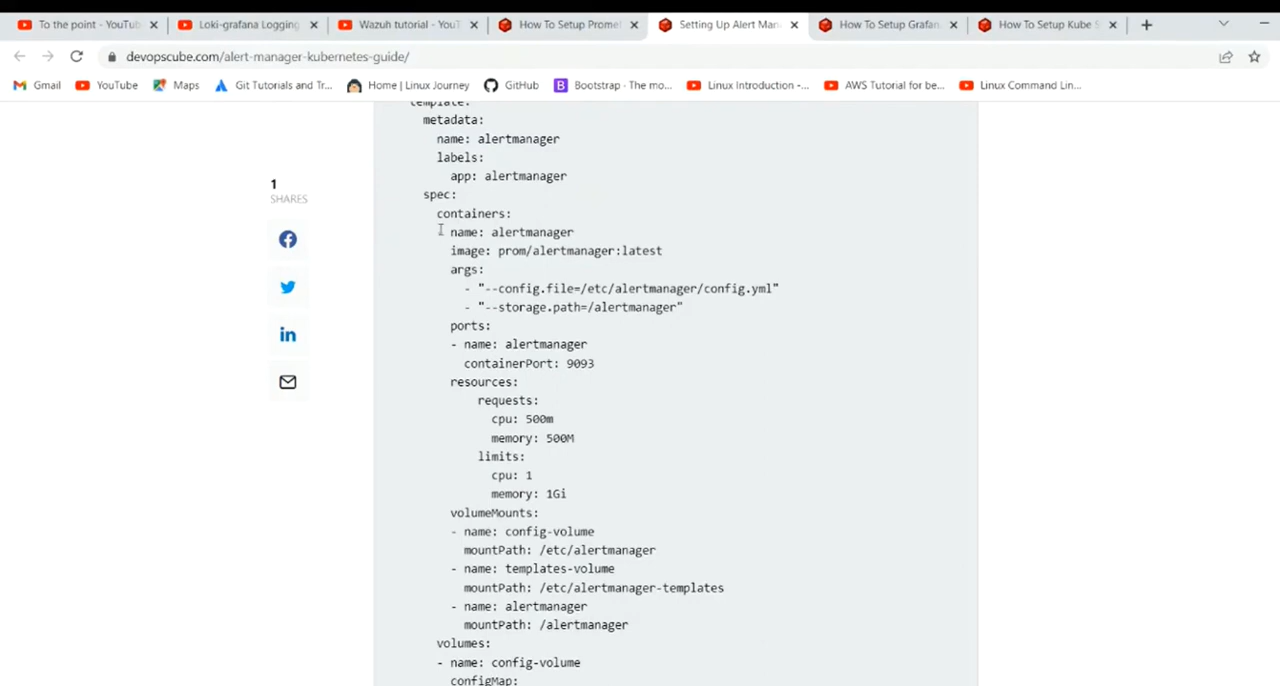 To the point - YouTub
Loki-grafana Logging
Wazuh tutorial - YouT
How To Setup Promet
Setting Up Alert Man
How To Setup Grafan
How To Setup Kube S
devopscube.com/alert-manager-kubernetes-guide/
Gmail
YouTube
Maps
Git Tutorials and Tr...
Home | Linux Journey
GitHub
Bootstrap · The mo...
Linux Introduction -...
AWS Tutorial for be...
Linux Command Lin...
1
SHARES
template:
metadata:
name: alertmanager
labels:
app: alertmanager
spec:
containers:
name: alertmanager
image: prom/alertmanager:latest
args:
- "--config.file=/etc/alertmanager/config.yml"
- "--storage.path=/alertmanager"
ports:
- name: alertmanager
containerPort: 9093
resources:
requests:
cpu: 500m
memory: 500M
limits:
cpu: 1
memory: 1Gi
volumeMounts:
- name: config-volume
mountPath: /etc/alertmanager
- name: templates-volume
mountPath: /etc/alertmanager-templates
- name: alertmanager
mountPath: /alertmanager
volumes:
- name: config-volume
configMap: